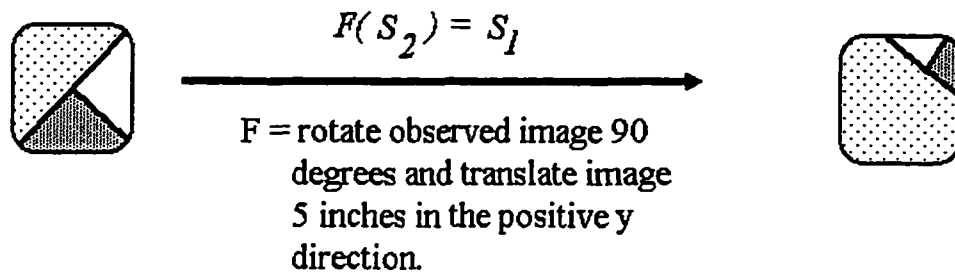 F(S₂) = S₁
F = rotate observed image 90
degrees and translate image
5 inches in the positive y
direction.